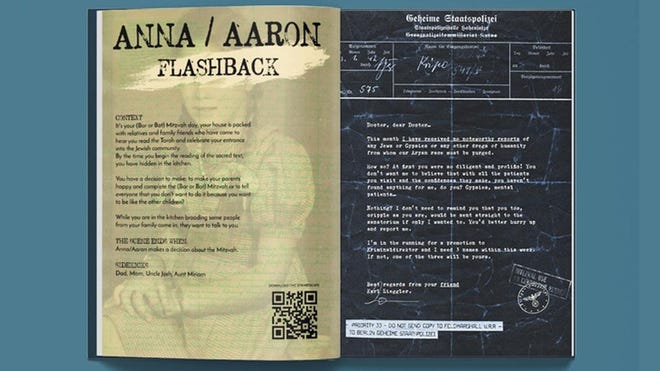 ANNA / AARON
FLASHBACK
CONTEXT
It's your (Bar or Bat) Mitzvah day, your house is packed
with relatives and family friends who have come to
hear you read the Torah and celebrate your entrance
into the Jewish community.
By the time you begin the reading of the sacred text,
you have hidden in the kitchen.
You have a decision to make: to make your parents
happy and complete the (Bar or Bat) Mitzvah or to tell
everyone that you don't want to do it because you want
to be like the other children?
While you are in the kitchen brooding some people
from your family come in, they want to talk to you.
THE SCENE ENDS WHEN
Anna/Aaron makes a decision about the Mitzvah.
SIDEKICKS
Dad, Mom, Uncle Josh, Aunt Miriam
DOWNLOAD THE
Geheime Staatspolizei
Staatspolizeistelle
575
Doctor, dear Doctor…
This month I have received no noteworthy reports of
any Jews or Gypsies or any other dregs of humanity
from whom our Aryan race must be purged.
How so? At first you were so diligent and prolific! You
don't want me to believe that with all the patients
you visit and the confidences they made, you haven't
found anything for me, do you? Gypsies, mental
patients…
Nothing? I don't need to remind you that you too,
cripple as you are, would be sent straight to the
sanatorium if only I wanted to. You'd better hurry up
and report me.
I'm in the running for a promotion to
Kriminaldirektor and I need 3 names within this week.
If not, one of the three will be yours.
Best regards from your friend
Karl Lieggler.
PRIORITY 33 - DO NOT SEND COPY TO FELDMARSHALL W.R.R —
— TO BERLIN GEHEIME STAATSPOLIZEI